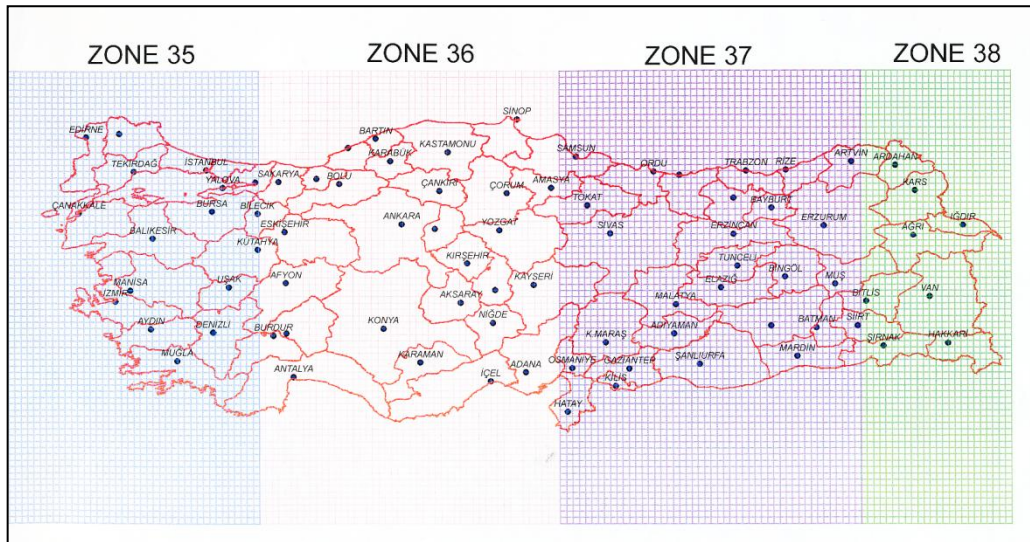 ZONE 35 ZONE 36 ZONE 37 ZONE 38
SİNOP
EDİRNE
BARTIN
KASTAMONU
KARABÜK
SAMSUN
ORDU
TRABZON
RİZE
ARTVİN
ARDAHAN
TEKİRDAĞ
İSTANBUL
YALOVA
SAKARYA
BOLU
ÇANKIRI
ÇORUM
AMASYA
TOKAT
BAYBURT
KARS
ÇANAKKALE
BURSA
BİLECİK
ESKİŞEHİR
ANKARA
YOZGAT
SİVAS
ERZİNCAN
ERZURUM
IĞDIR
AĞRI
BALIKESİR
KÜTAHYA
KIRŞEHİR
TUNCELİ
BİNGÖL
MUŞ
MANİSA
İZMİR
UŞAK
AFYON
KAYSERİ
AKSARAY
ELAZIĞ
MALATYA
BİTLİS
VAN
AYDIN
DENİZLİ
BURDUR
KONYA
NİĞDE
K.MARAŞ
ADIYAMAN
BATMAN
SİİRT
ŞIRNAK
HAKKARİ
MUĞLA
ANTALYA
KARAMAN
İÇEL
ADANA
OSMANİYE
GAZİANTEP
ŞANLIURFA
MARDİN
KİLİS
HATAY